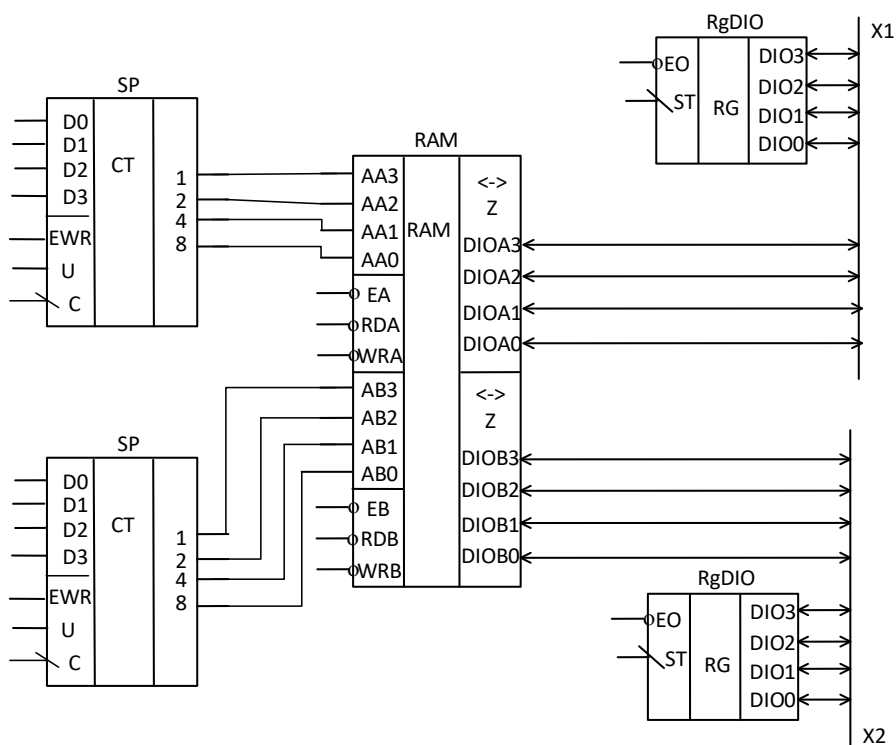 SP
D0
D1
D2
D3
EWR
U
C
CT
1
2
4
8
RAM
AA3
AA2
AA1
AA0
EA
RDA
WRA
AB3
AB2
AB1
AB0
EB
RDB
WRB
RAM
<->
Z
DIOA3
DIOA2
DIOA1
DIOA0
<->
Z
DIOB3
DIOB2
DIOB1
DIOB0
RgDIO
EO
ST
RG
DIO3
DIO2
DIO1
DIO0
X1
SP
D0
D1
D2
D3
EWR
U
C
CT
1
2
4
8
RgDIO
EO
ST
RG
DIO3
DIO2
DIO1
DIO0
X2